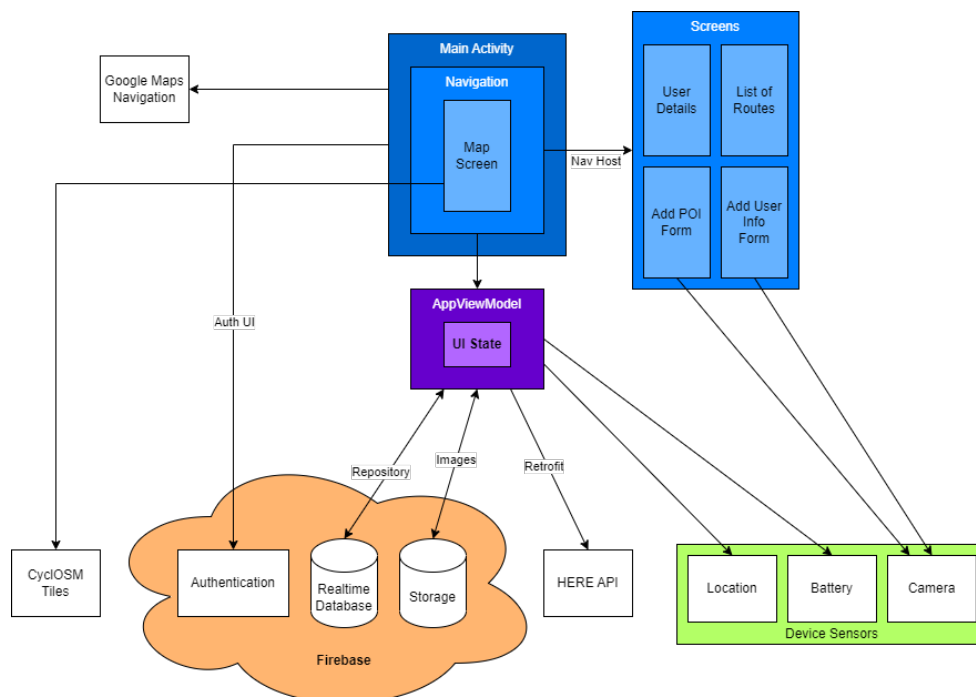 Screens
Main Activity
Google Maps
Navigation
Navigation
User
Details
List of
Routes
Map
Screen
Nav Host
Add POI
Form
Add User
Info
Form
AppViewModel
UI State
Auth UI
Repository
Images
Retrofit
CyclOSM
Tiles
Authentication
Realtime
Database
Storage
HERE API
Location
Battery
Camera
Device Sensors
Firebase